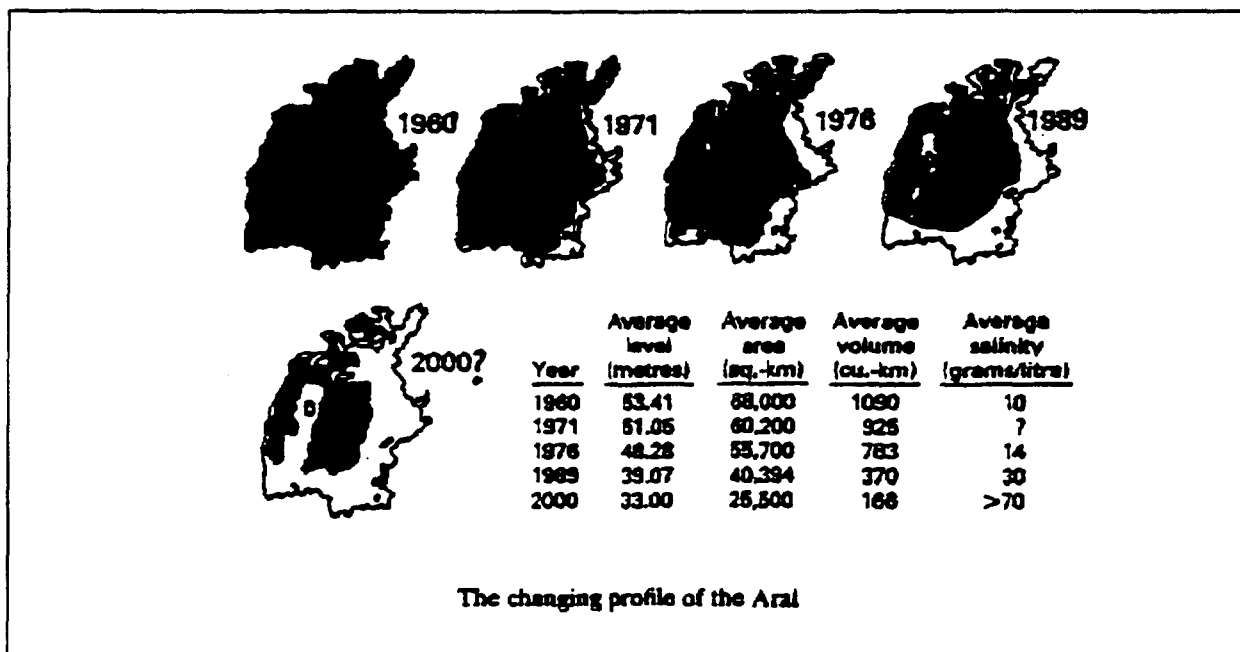 1960
1971
1976
1989
2000?
Average Average Average Average
level area volume salinity
Year (metres) (sq.-km) (cu.-km) (grams/litre)
1960 53.41 68,000 1090 10
1971 51.05 60,200 925 ?
1976 48.28 55,700 783 14
1989 39.07 40,394 370 30
2000 33.00 25,500 166 >70
The changing profile of the Aral